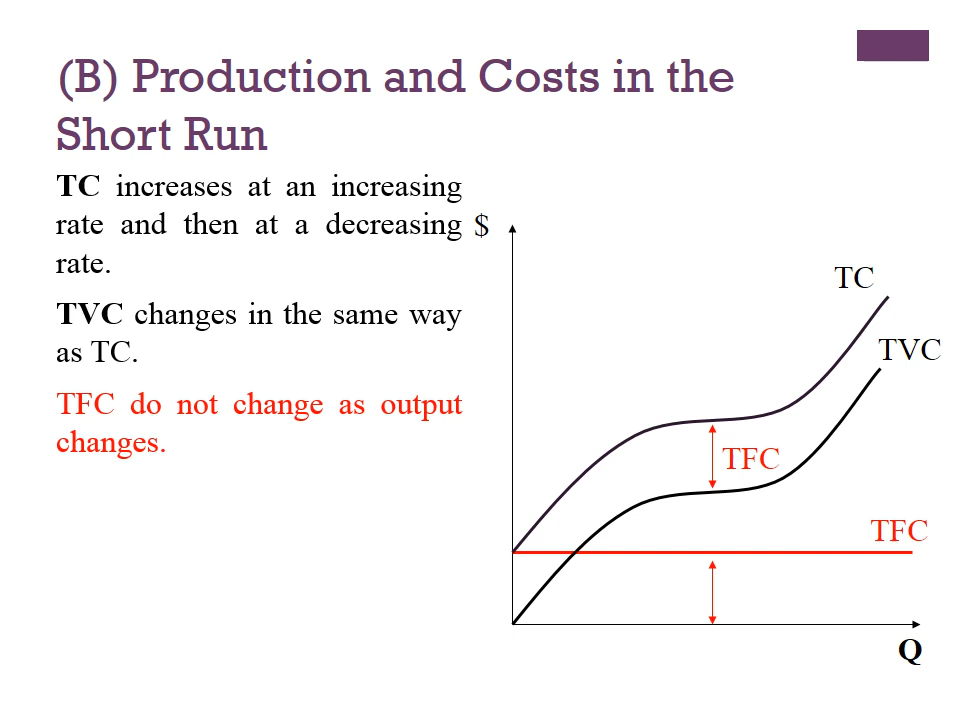 (B) Production and Costs in the
Short Run
TC increases at an increasing
rate and then at a decreasing
rate.
TVC changes in the same way
as TC.
TFC do not change as output
changes.
$
TC
TVC
TFC
TFC
Q